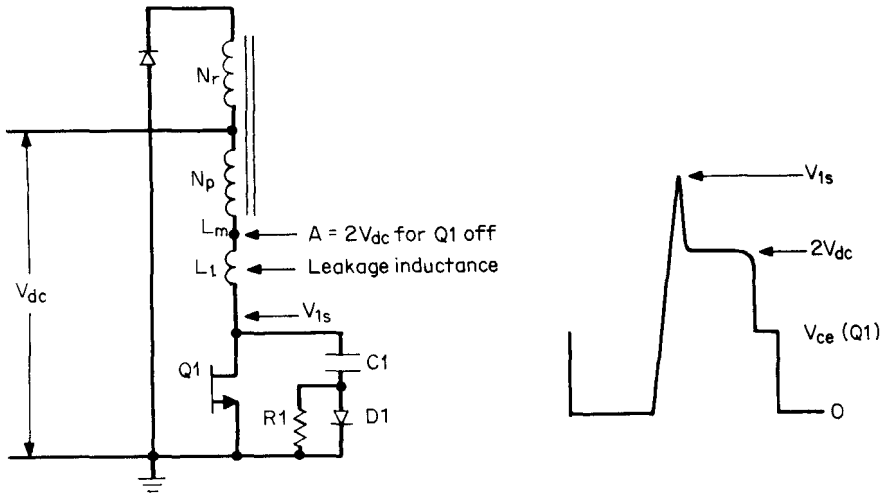 Nr
Np
Lm
A = 2Vdc for Q1 off
L1
Leakage inductance
Vdc
V1s
Q1
C1
R1
D1
V1s
2Vdc
Vce (Q1)
0